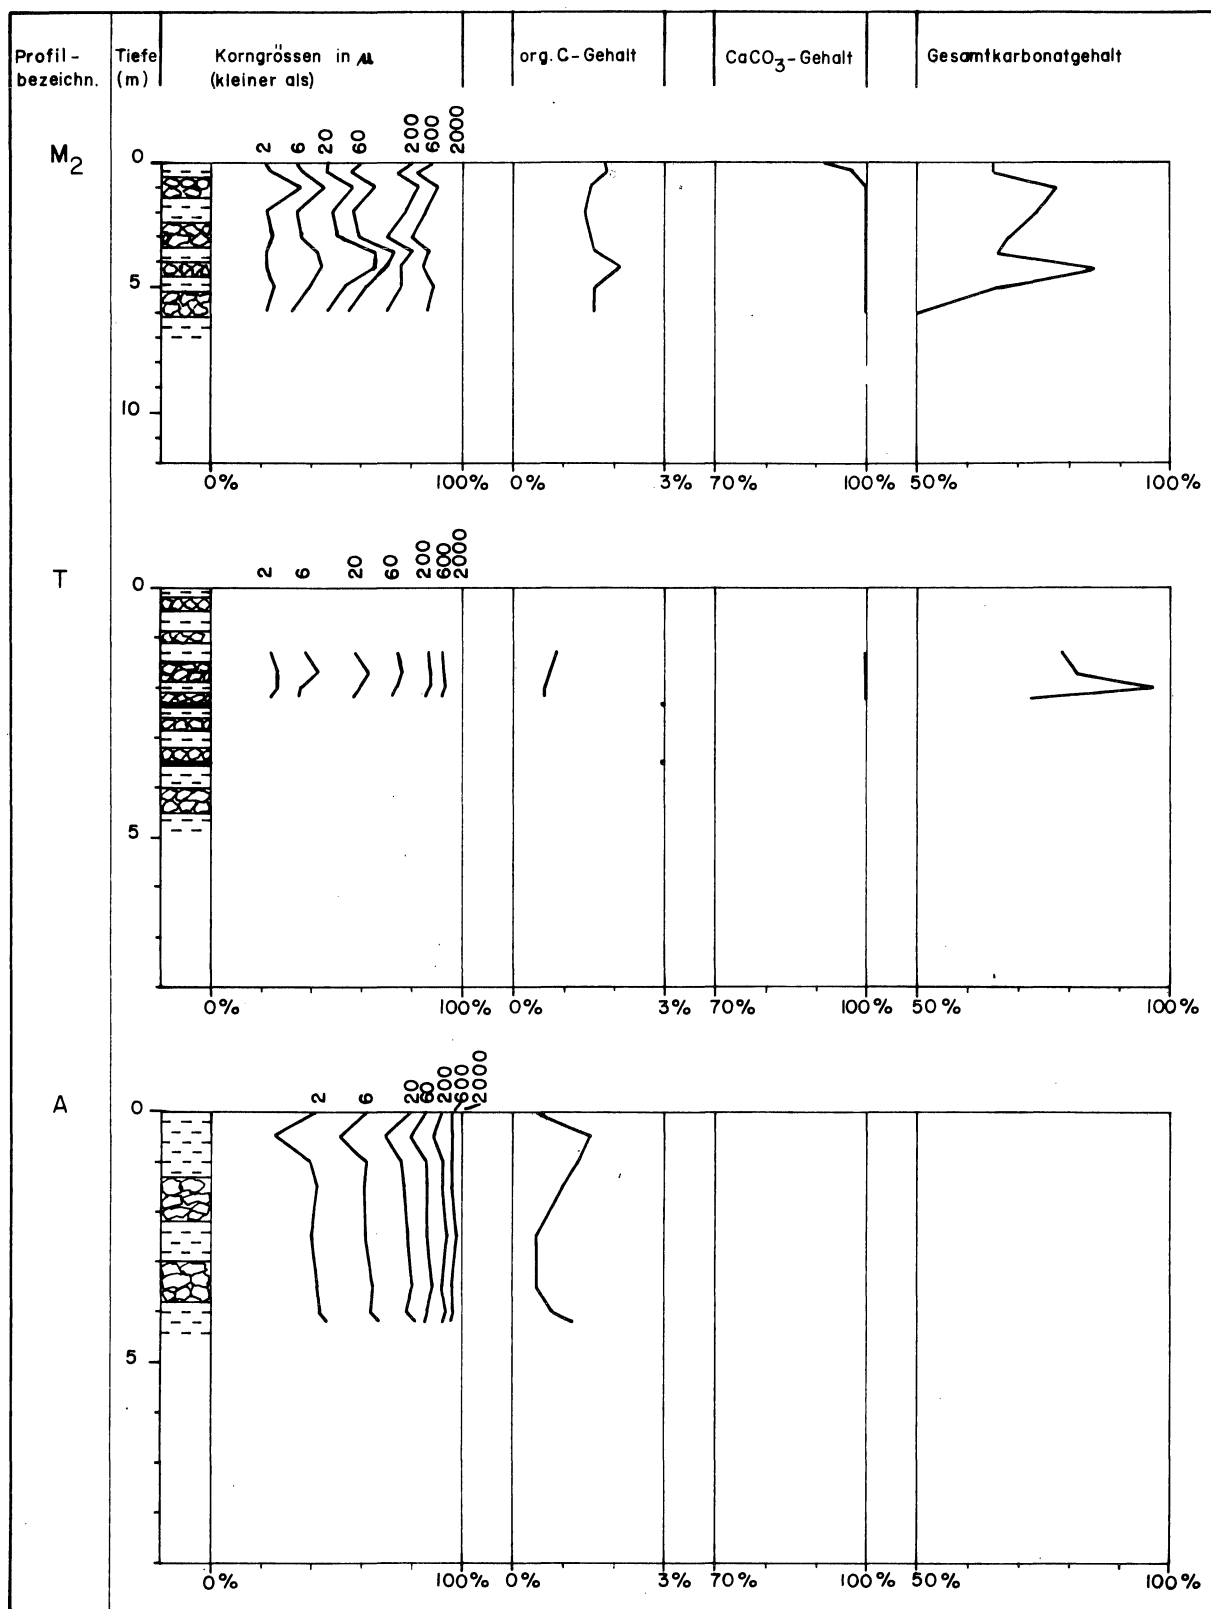 Profil- Tiefe Korngrössen in µ org. C-Gehalt CaCO3-Gehalt Gesamtkarbonatgehalt
bezeichn. (m) (kleiner als)
2 6 20 60 200 600 2000
M2 0
5
10
0% 100% 0% 3% 70% 100% 50% 100%
2 6 20 60 200 600 2000
T 0
5
0% 100% 0% 3% 70% 100% 50% 100%
2 6 20 60 200 600 2000
A 0
5
0% 100% 0% 3% 70% 100% 50% 100%